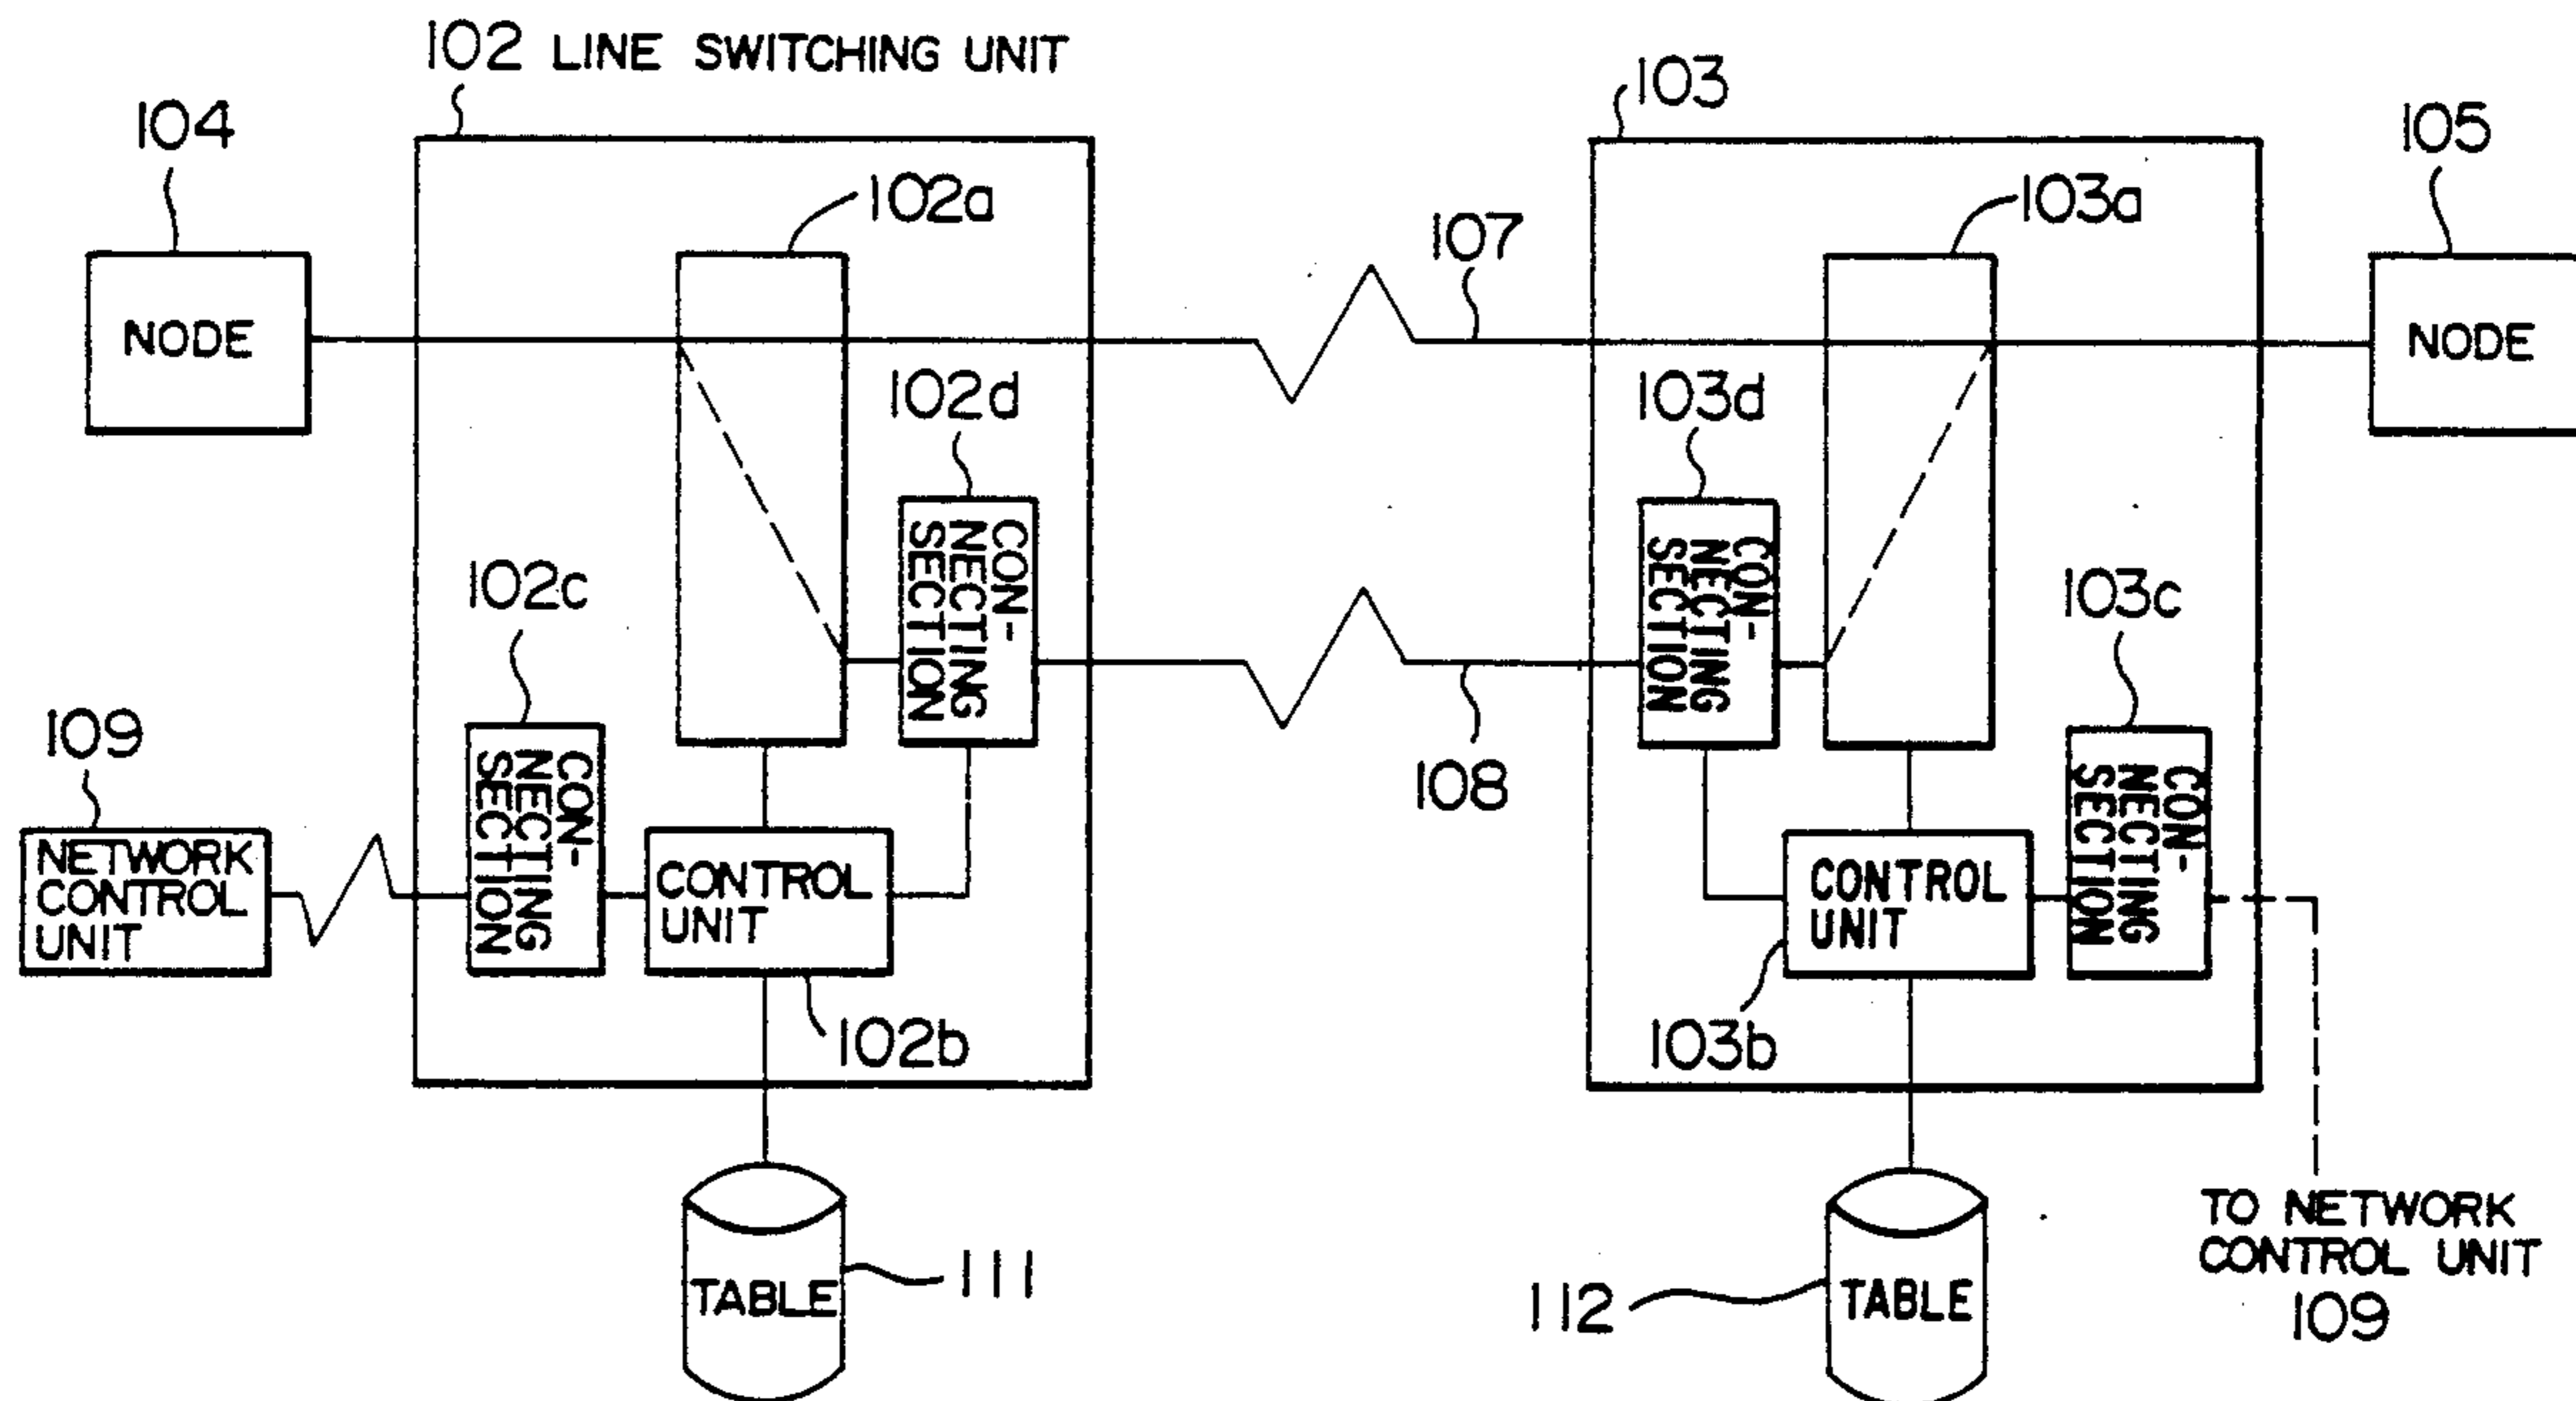 102 LINE SWITCHING UNIT
103
104
105
102a
103a
107
NODE
NODE
102d
103d
CON-
NECTING
SECTION
CON-
NECTING
SECTION
102c
103c
108
109
CON-
NECTING
SECTION
CON-
NECTING
SECTION
NETWORK
CONTROL
UNIT
CONTROL
UNIT
CONTROL
UNIT
102b
103b
TABLE
111
112
TABLE
TO NETWORK
CONTROL UNIT
109